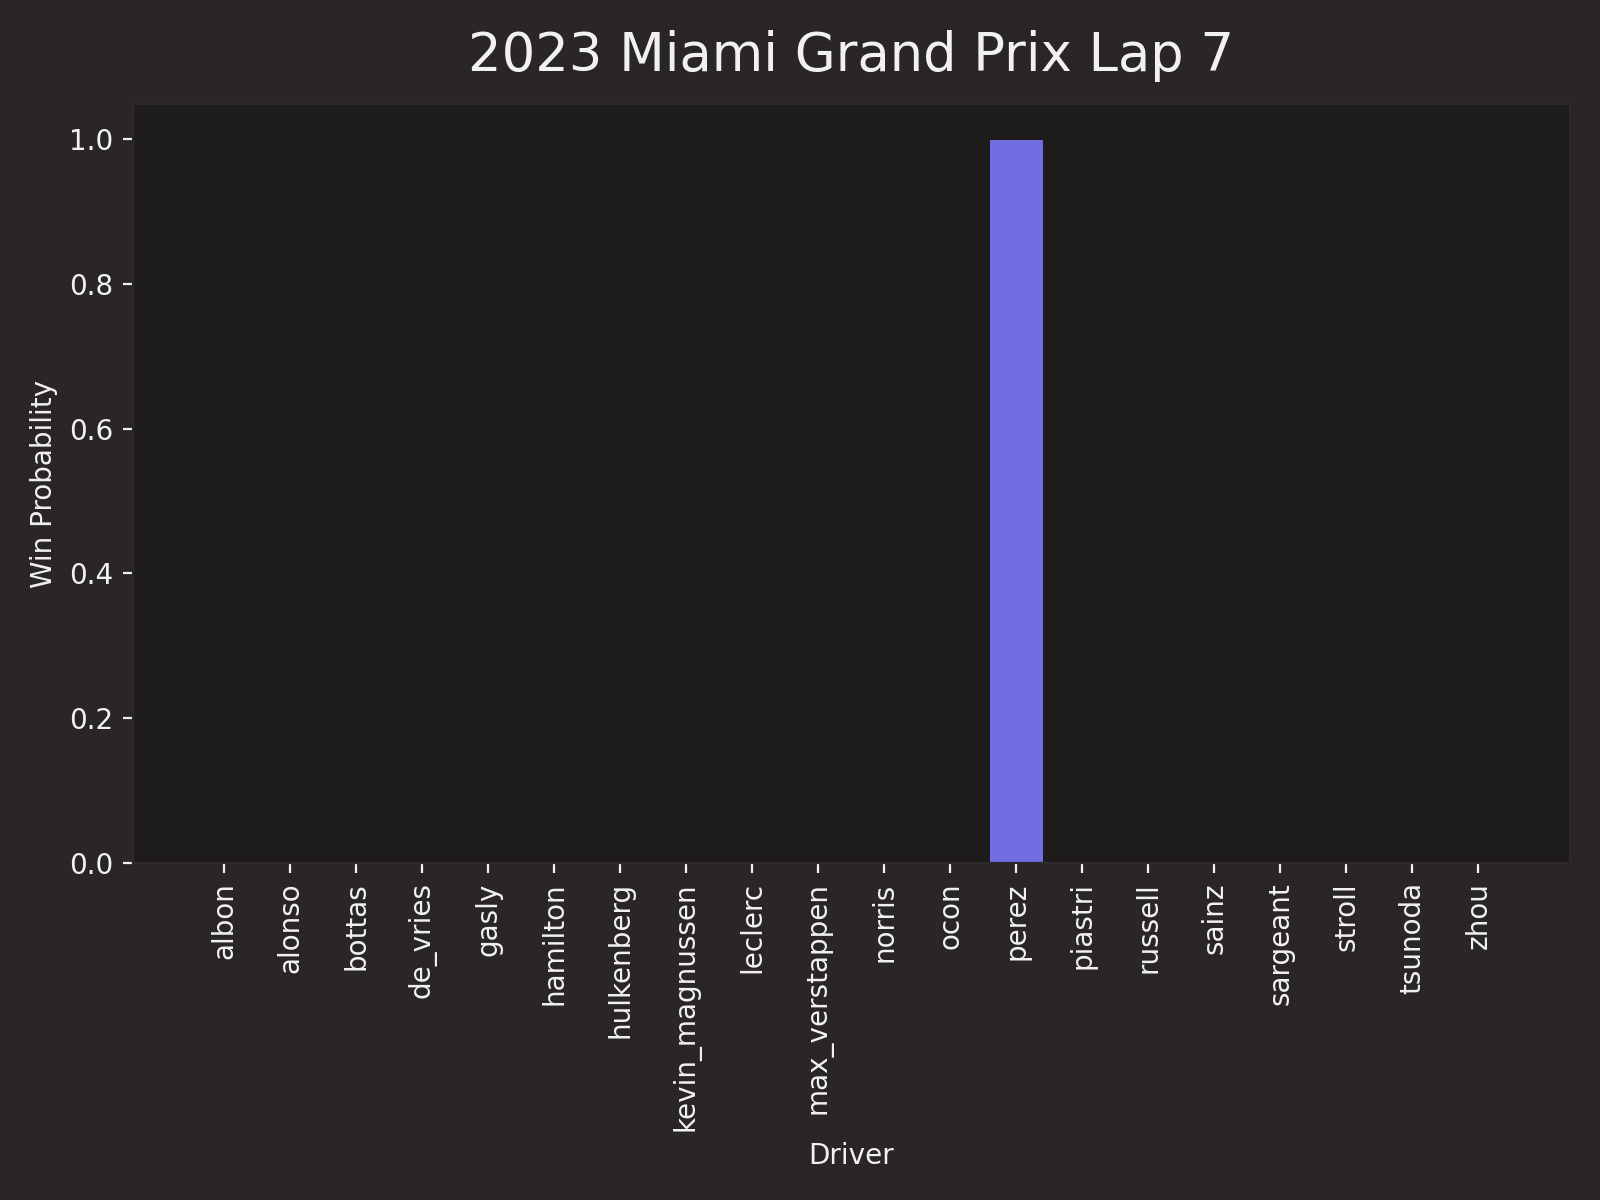 2023 Miami Grand Prix Lap 7
Win Probability
1.0
0.8
0.6
0.4
0.2
0.0
albon
alonso
bottas
de_vries
gasly
hamilton
hulkenberg
kevin_magnussen
leclerc
max_verstappen
norris
ocon
perez
piastri
russell
sainz
sargeant
stroll
tsunoda
zhou
Driver